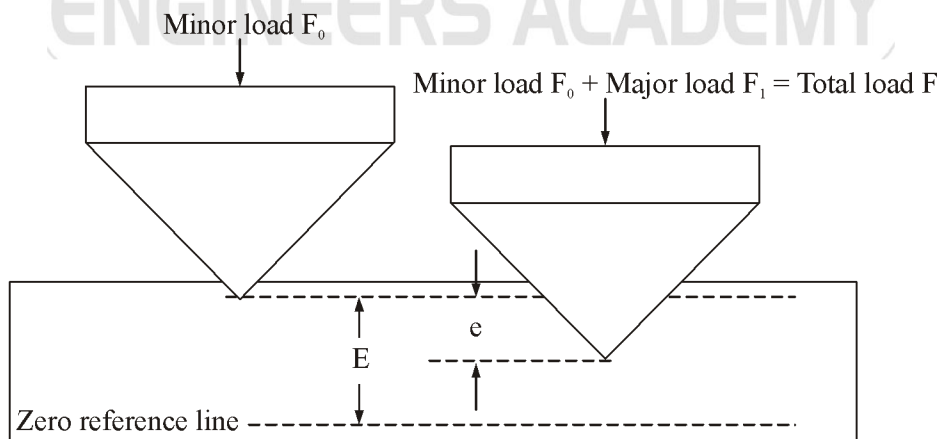 ENGINEERS ACADEMY
Minor load F₀
Minor load F₀ + Major load F₁ = Total load F
e
E
Zero reference line